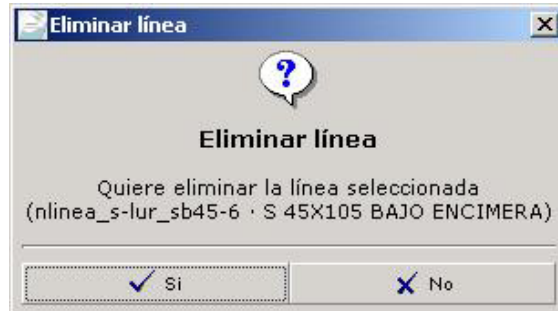 Eliminar línea
Eliminar línea
Quiere eliminar la línea seleccionada
(nlinea_s-lur_sb45-6 · S 45X105 BAJO ENCIMERA)
Si
No